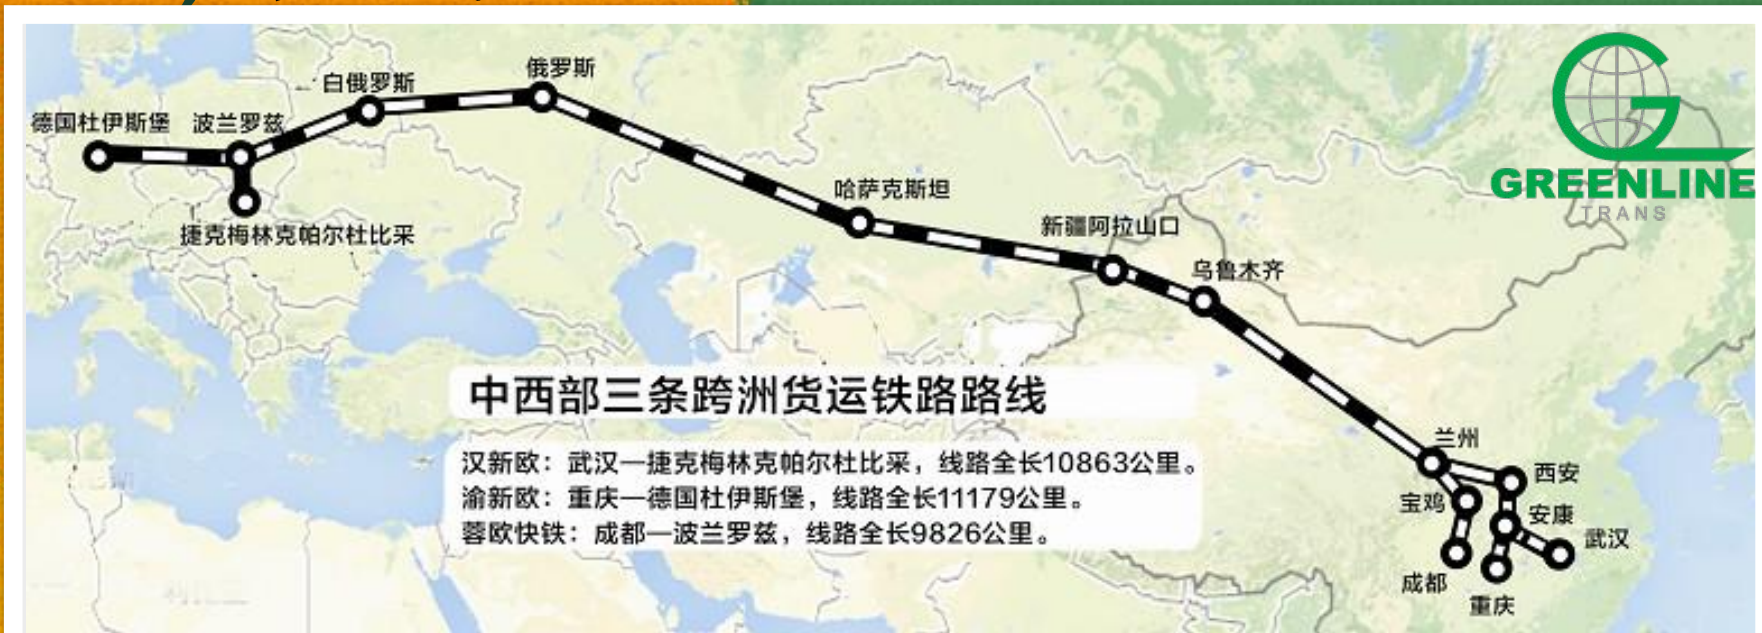 俄罗斯
白俄罗斯
德国杜伊斯堡
波兰罗兹
捷克梅林克帕尔杜比采
哈萨克斯坦
新疆阿拉山口
乌鲁木齐
GREENLINE
TRANS
中西部三条跨洲货运铁路路线
汉新欧：武汉—捷克梅林克帕尔杜比采，线路全长10863公里。
渝新欧：重庆—德国杜伊斯堡，线路全长11179公里。
蓉欧快铁：成都—波兰罗兹，线路全长9826公里。
兰州
西安
宝鸡
安康
武汉
成都
重庆